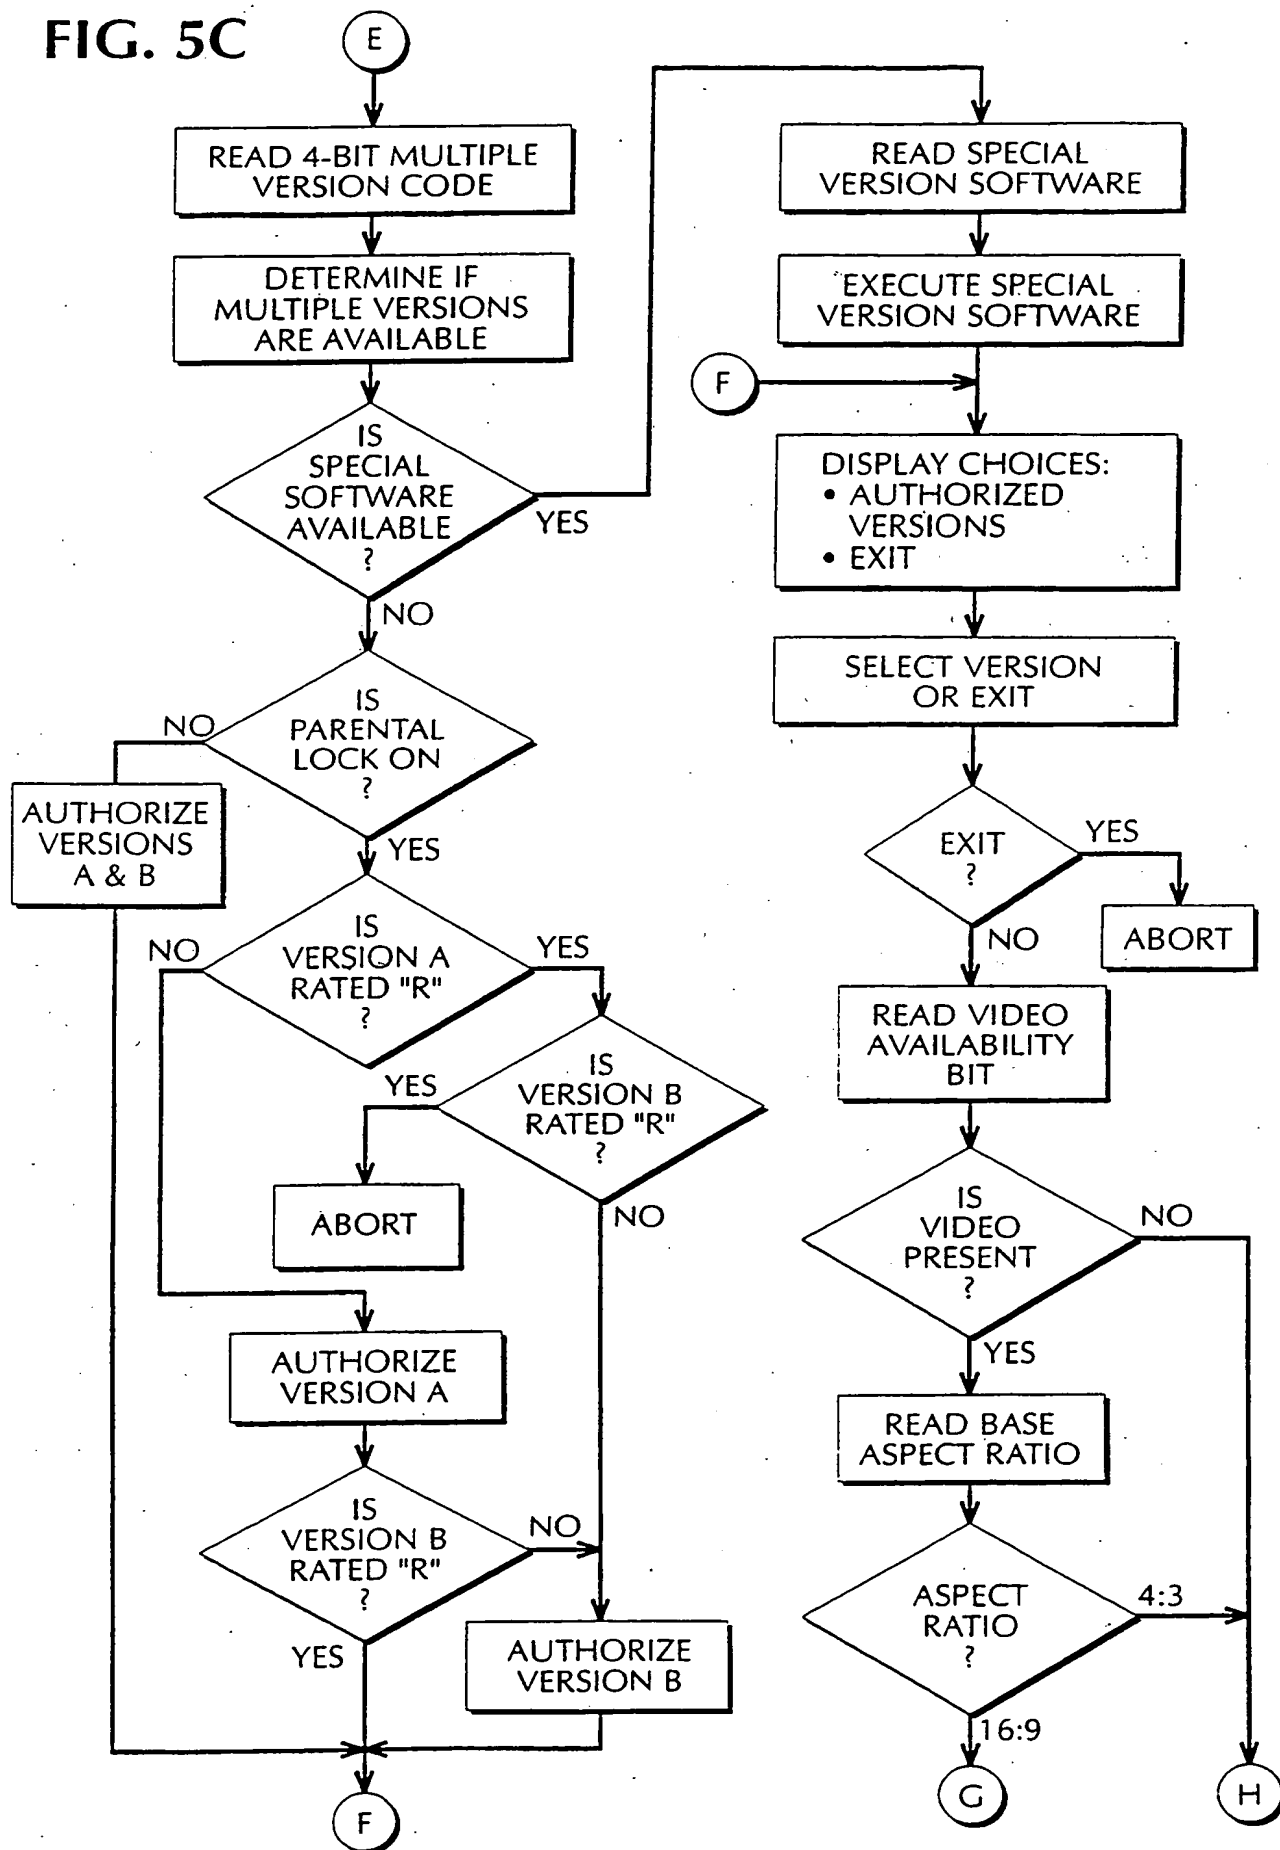 FIG. 5C
E
READ 4-BIT MULTIPLE
VERSION CODE
DETERMINE IF
MULTIPLE VERSIONS
ARE AVAILABLE
IS
SPECIAL
SOFTWARE
AVAILABLE
?
YES
NO
IS
PARENTAL
LOCK ON
?
NO
YES
AUTHORIZE
VERSIONS
A & B
IS
VERSION A
RATED "R"
?
NO
YES
IS
VERSION B
RATED "R"
?
YES
NO
ABORT
AUTHORIZE
VERSION A
IS
VERSION B
RATED "R"
?
NO
YES
AUTHORIZE
VERSION B
F
READ SPECIAL
VERSION SOFTWARE
EXECUTE SPECIAL
VERSION SOFTWARE
F
DISPLAY CHOICES:
• AUTHORIZED
VERSIONS
• EXIT
SELECT VERSION
OR EXIT
EXIT
?
YES
NO
ABORT
READ VIDEO
AVAILABILITY
BIT
IS
VIDEO
PRESENT
?
NO
YES
READ BASE
ASPECT RATIO
ASPECT
RATIO
?
4:3
16:9
G
H